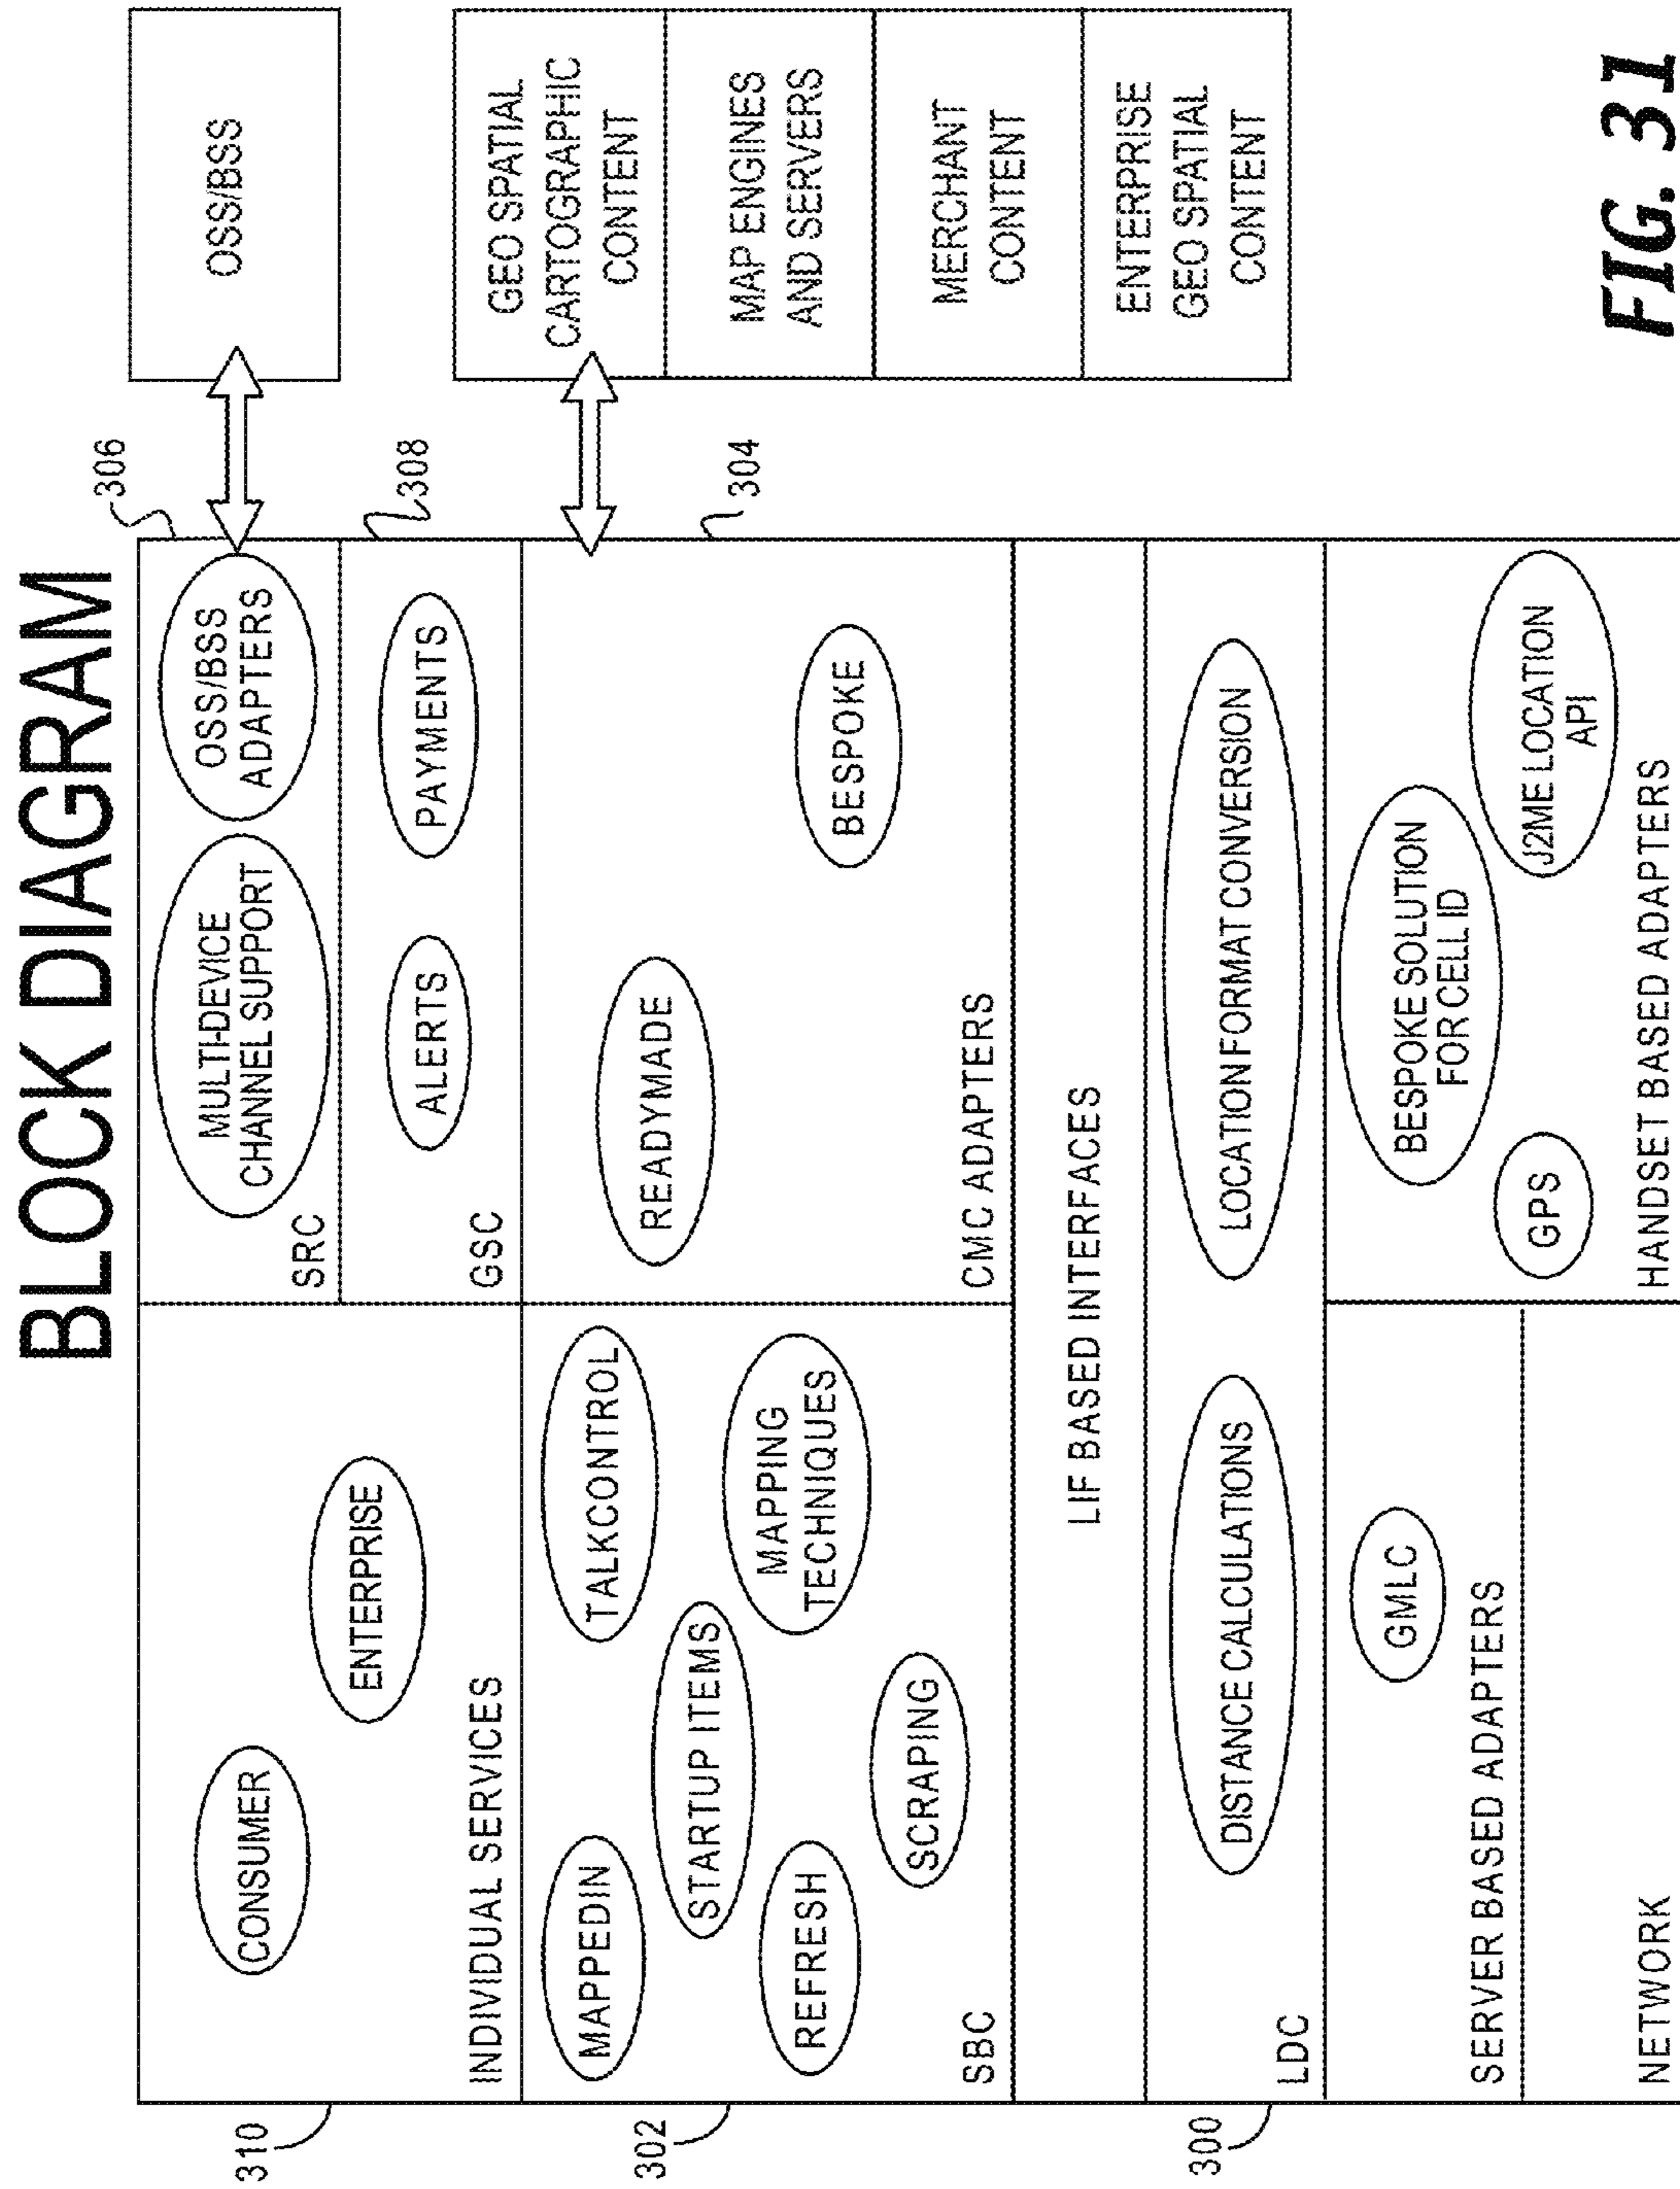 BLOCK DIAGRAM
310
CONSUMER
ENTERPRISE
INDIVIDUAL SERVICES
MULTI-DEVICE
CHANNEL SUPPORT
OSS/BSS
ADAPTERS
SRC
306
OSS/BSS
ALERTS
PAYMENTS
GSC
308
302
MAPPEDIN
TALKCONTROL
STARTUP ITEMS
REFRESH
MAPPING
TECHNIQUES
SCRAPING
SBC
READYMADE
BESPOKE
CMC ADAPTERS
304
GEO SPATIAL
CARTOGRAPHIC
CONTENT
MAP ENGINES
AND SERVERS
MERCHANT
CONTENT
ENTERPRISE
GEO SPATIAL
CONTENT
LIF BASED INTERFACES
300
DISTANCE CALCULATIONS
LOCATION FORMAT CONVERSION
LDC
GMLC
SERVER BASED ADAPTERS
NETWORK
BESPOKE SOLUTION
FOR CELL ID
GPS
J2ME LOCATION
API
HANDSET BASED ADAPTERS
FIG. 31